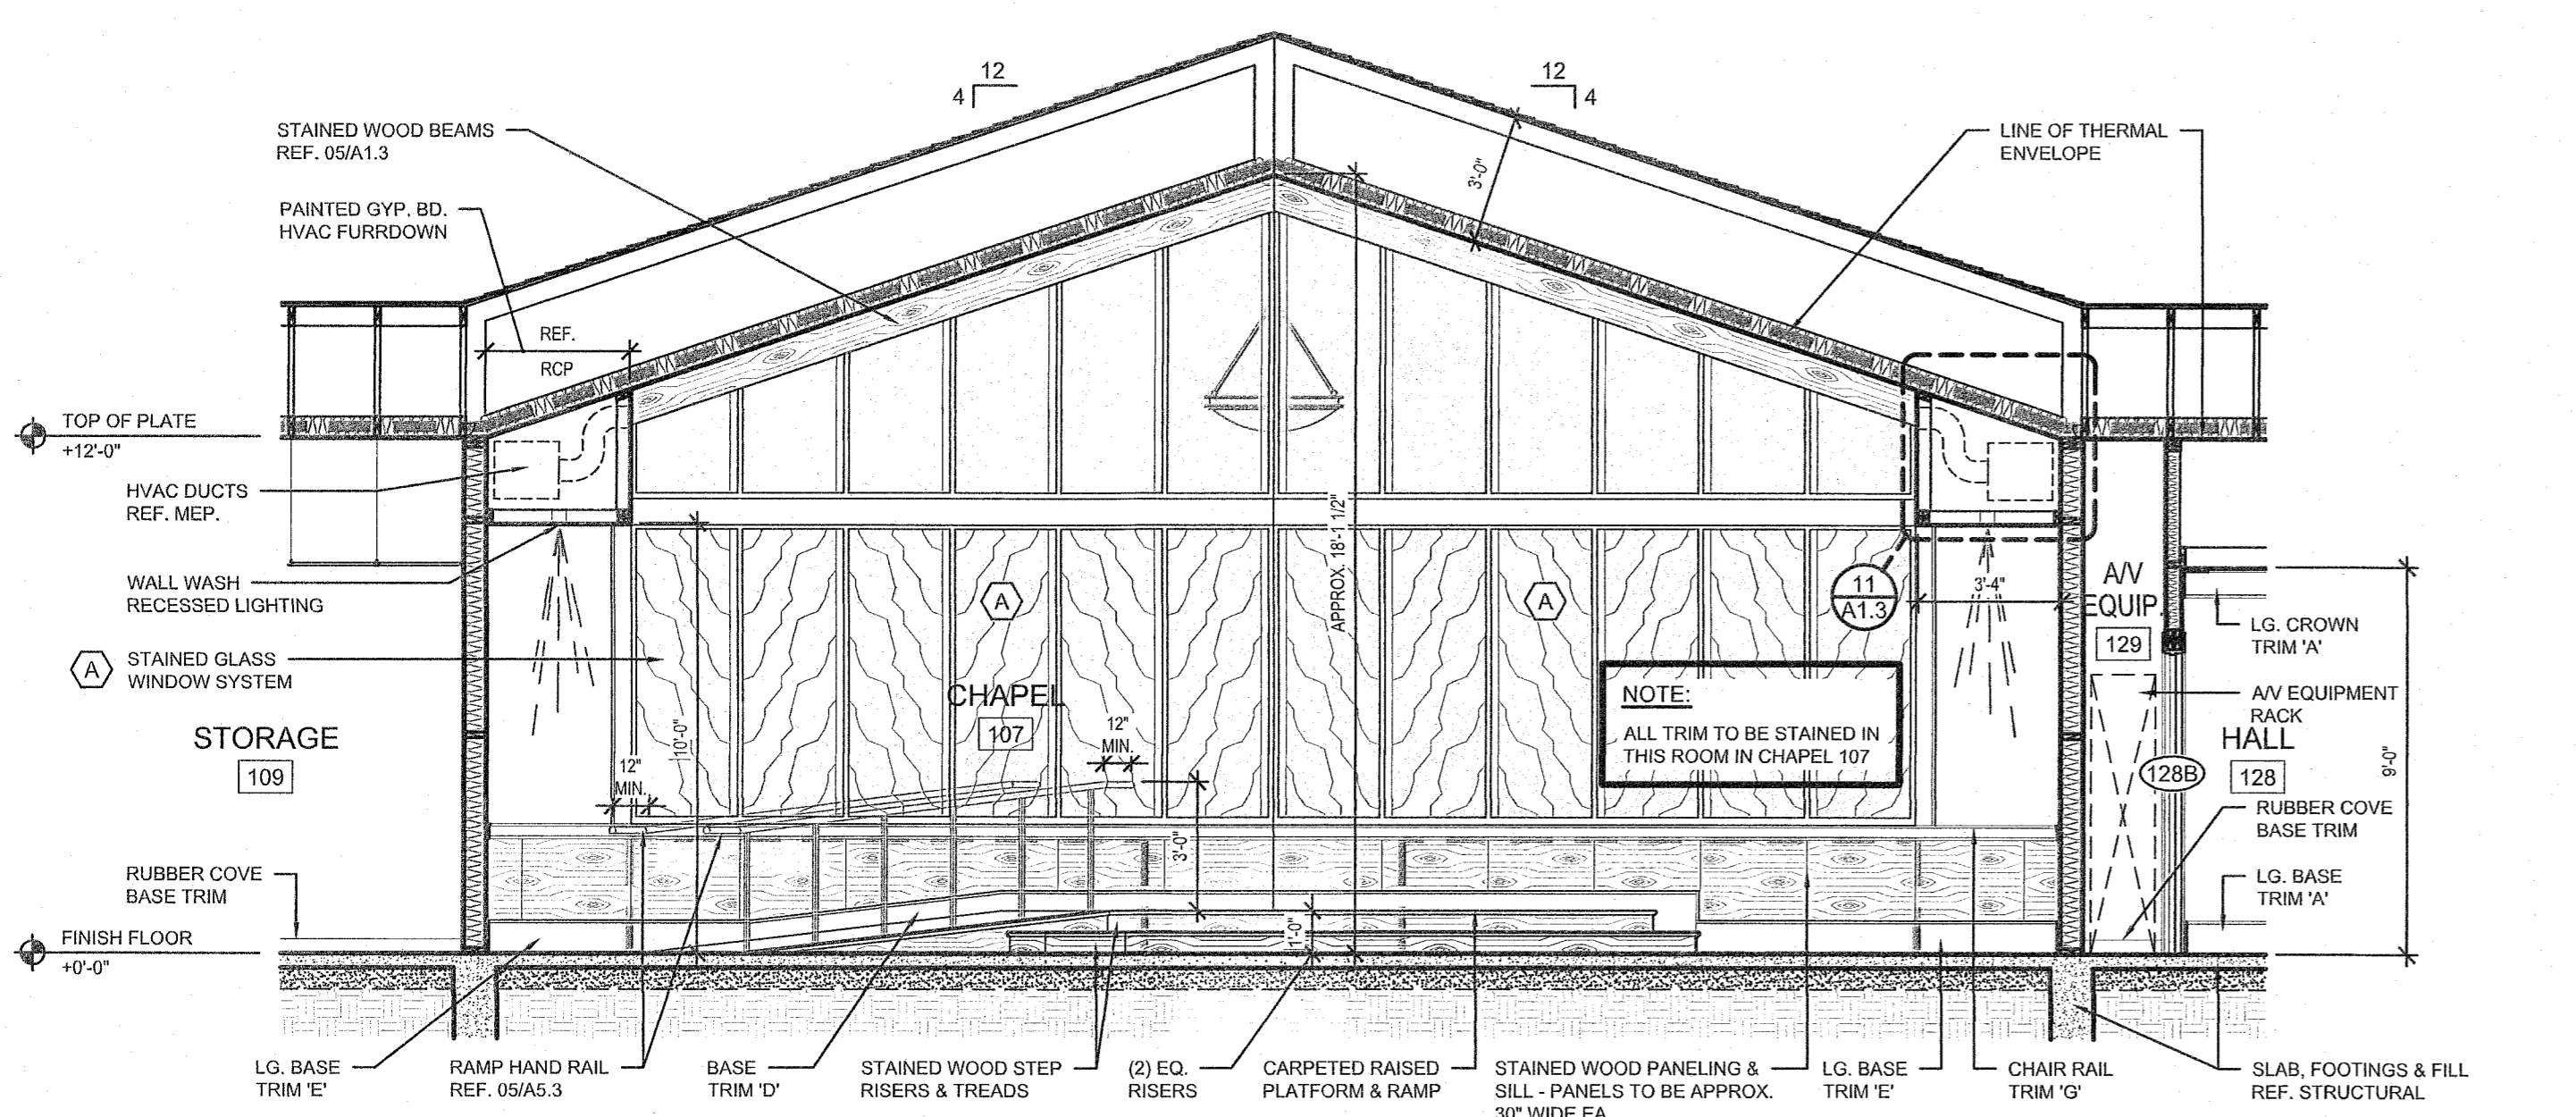 12
4
12
4
STAINED WOOD BEAMS
REF. 05/A1.3
LINE OF THERMAL
ENVELOPE
3'-0"
PAINTED GYP. BD.
HVAC FURRDOWN
REF.
RCP
TOP OF PLATE
+12'-0"
HVAC DUCTS
REF. MEP.
APPROX. 18'-1 1/2"
WALL WASH
RECESSED LIGHTING
A
A
11
A1.3
3'-4"
A/V
EQUIP.
129
LG. CROWN
TRIM 'A'
A
STAINED GLASS
WINDOW SYSTEM
CHAPEL
107
NOTE:
ALL TRIM TO BE STAINED IN
THIS ROOM IN CHAPEL 107
A/V EQUIPMENT
RACK
STORAGE
109
10'-0"
12"
MIN.
12"
MIN.
HALL
128
128B
9'-0"
RUBBER COVE
BASE TRIM
3'-0"
RUBBER COVE
BASE TRIM
LG. BASE
TRIM 'A'
1'-0"
FINISH FLOOR
+0'-0"
LG. BASE
TRIM 'E'
RAMP HAND RAIL
REF. 05/A5.3
BASE
TRIM 'D'
STAINED WOOD STEP
RISERS & TREADS
(2) EQ.
RISERS
CARPETED RAISED
PLATFORM & RAMP
STAINED WOOD PANELING &
SILL - PANELS TO BE APPROX.
30" WIDE EA.
LG. BASE
TRIM 'E'
CHAIR RAIL
TRIM 'G'
SLAB, FOOTINGS & FILL
REF. STRUCTURAL